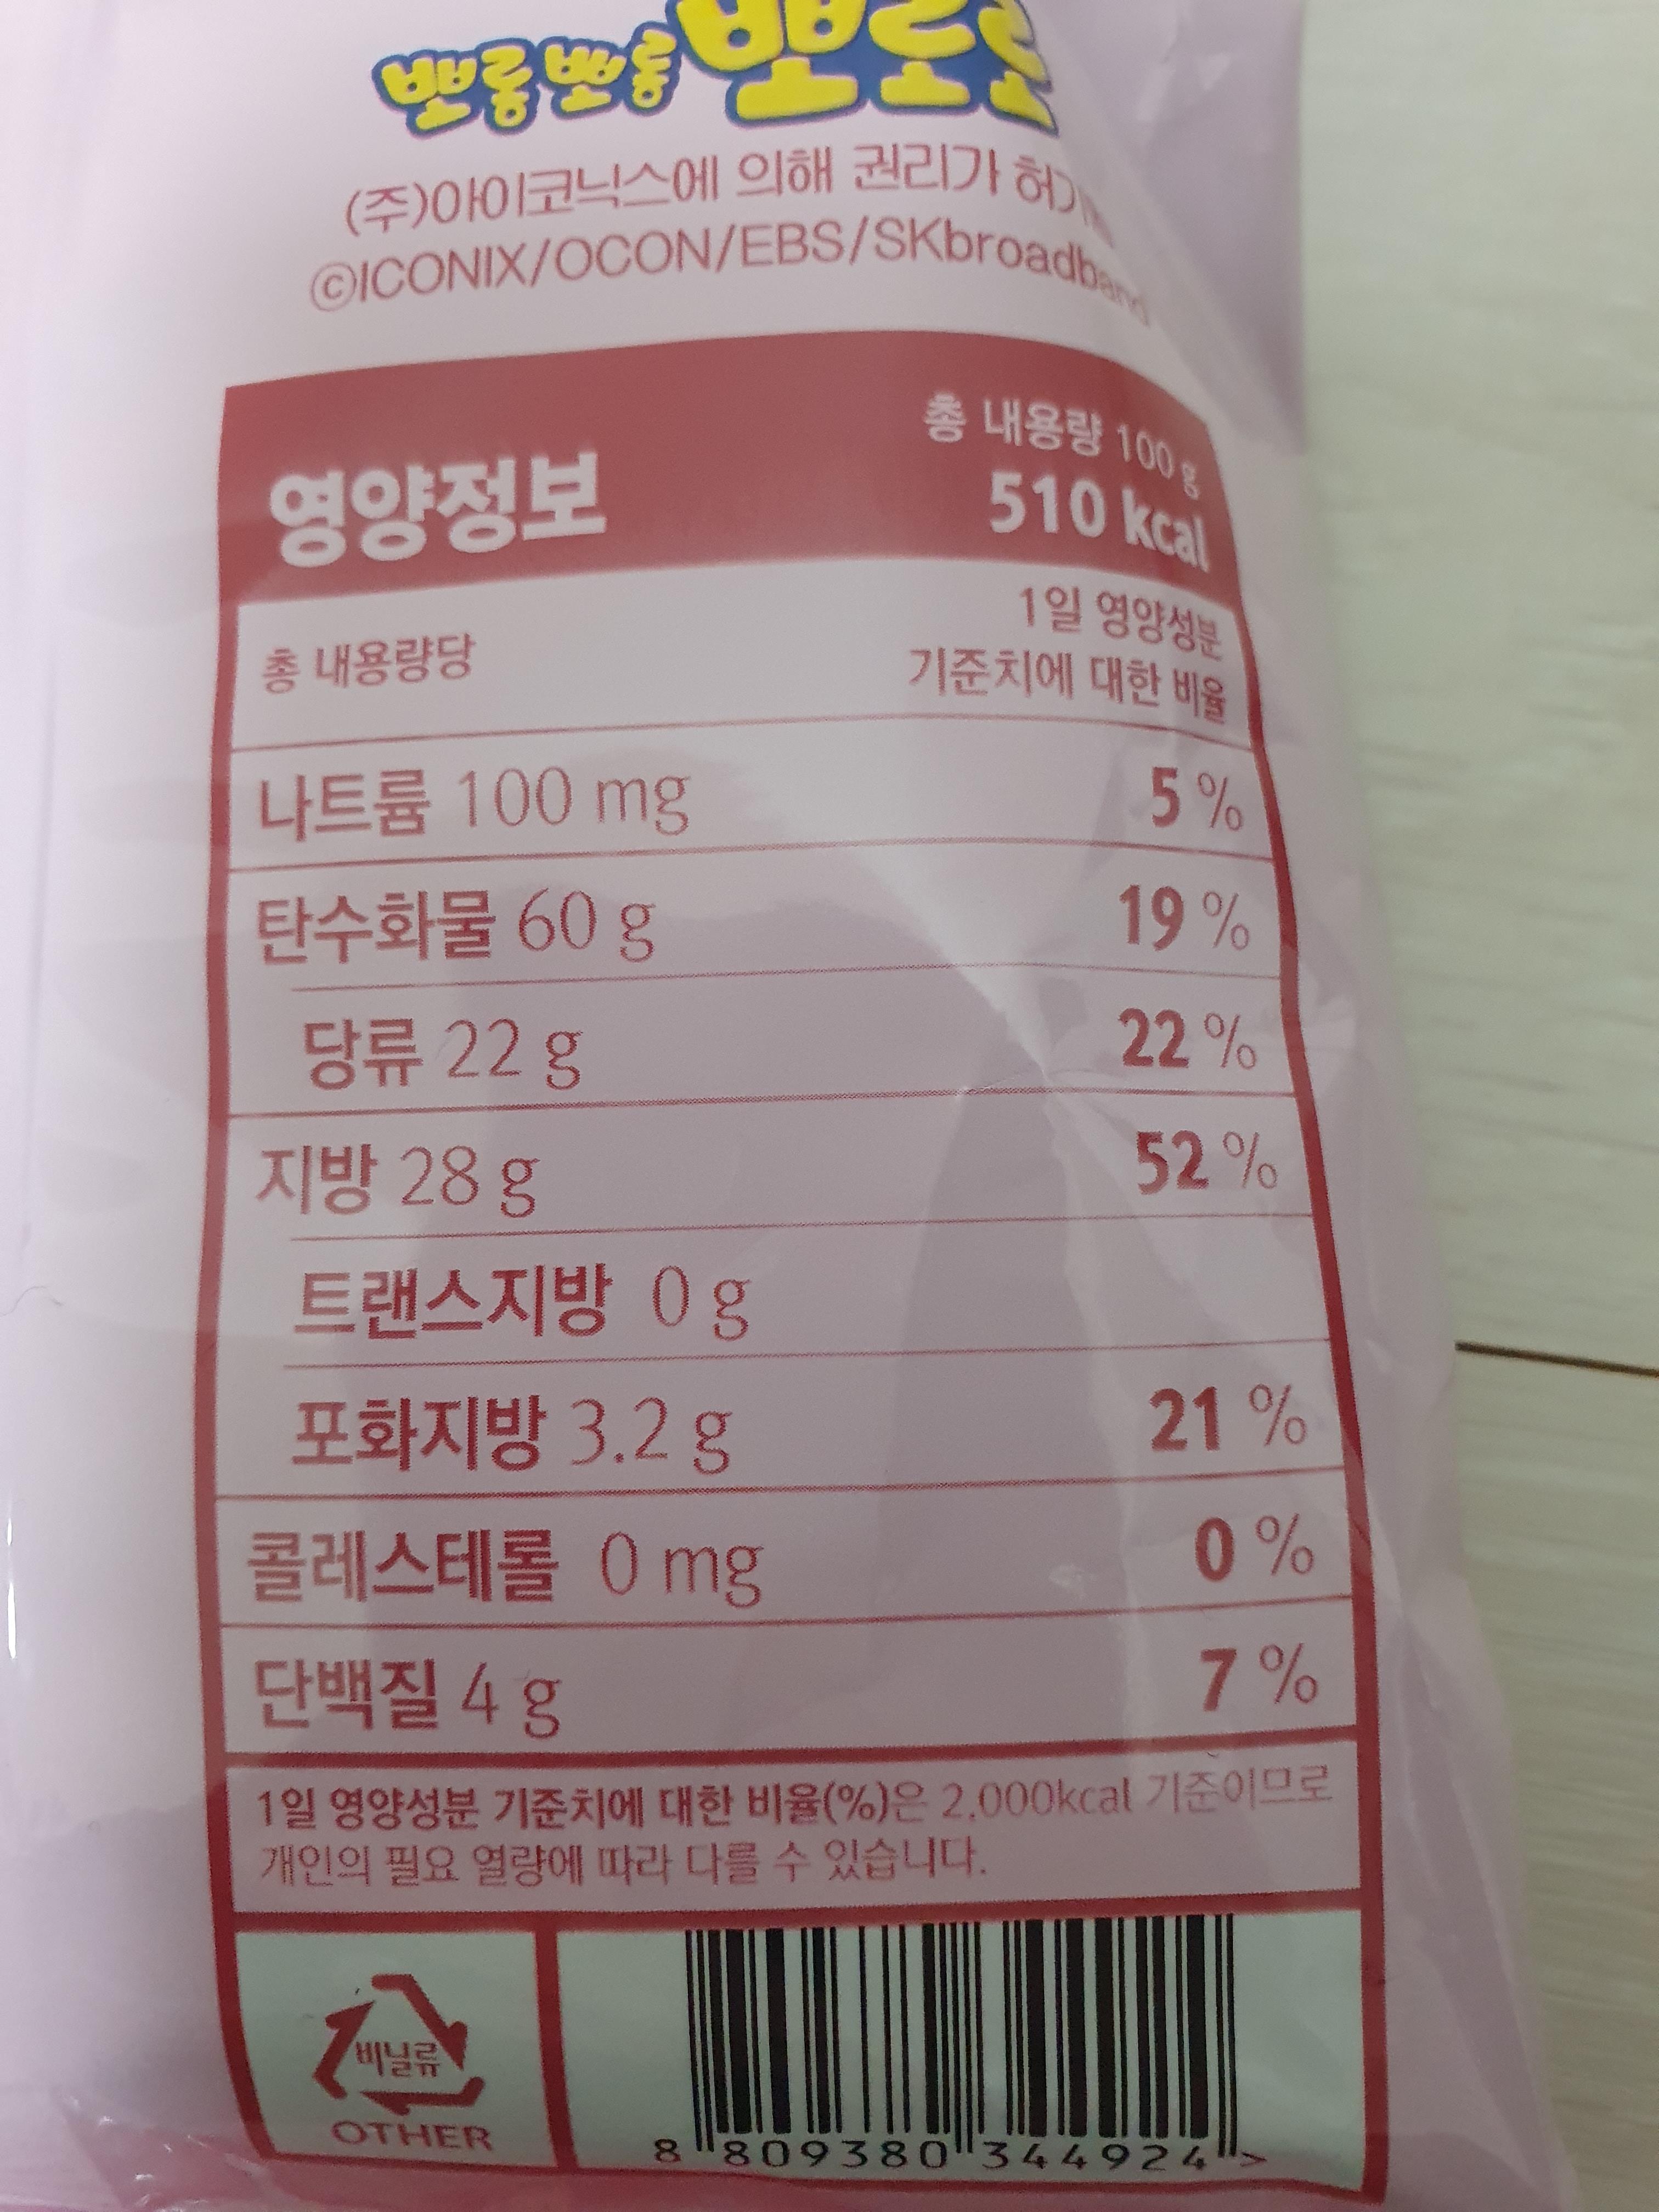 뽀롱뽀롱 뽀로로
(주)아이코닉스에 의해 권리가
©ICONIX/OCON/EBS/SKbroadband
영양정보
총 내용량 100 g
510 kcal
총 내용량당
1일 영양성분
기준치에 대한 비율
나트륨 100 mg 5 %
탄수화물 60 g 19 %
당류 22 g 22 %
지방 28 g 52 %
트랜스지방 0 g
포화지방 3.2 g 21 %
콜레스테롤 0 mg 0 %
단백질 4 g 7 %
1일 영양성분 기준치에 대한 비율(%)은 2,000kcal 기준이므로
개인의 필요 열량에 따라 다를 수 있습니다.
비닐류
OTHER
8 809380 344924 >